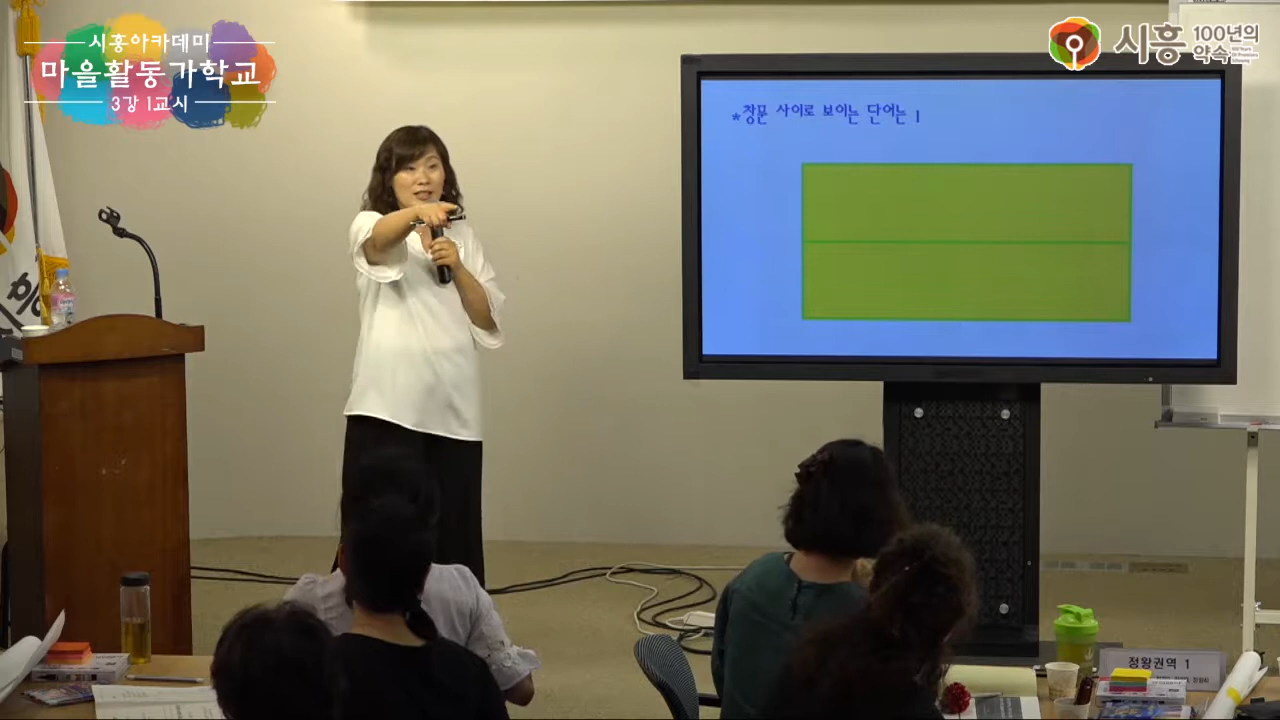 시흥아카데미
마을활동가학교
3강 1교시
시흥 100년의 약속
*창문 사이로 보이는 단어는 1
정왕권역 1